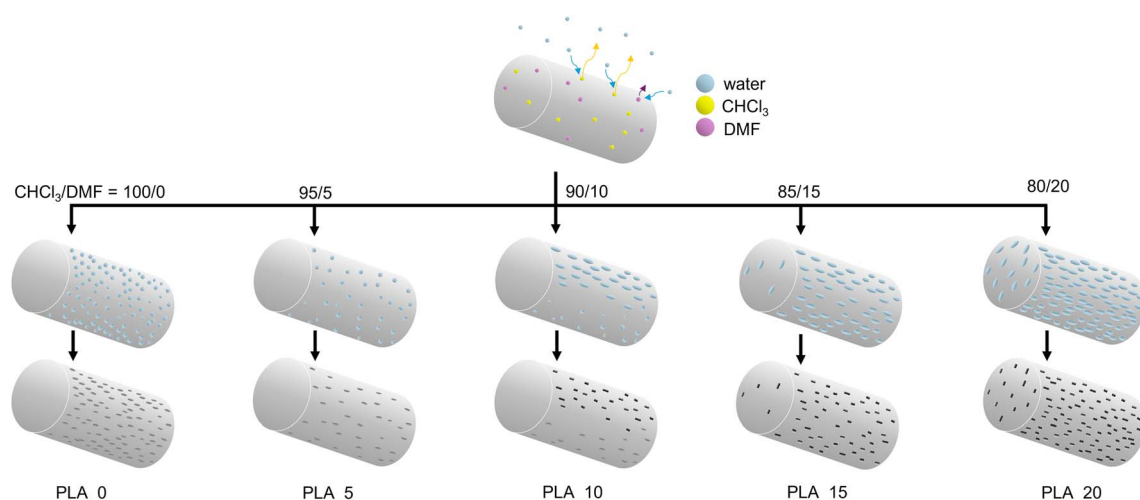 water
CHCl₃
DMF
CHCl₃/DMF = 100/0
95/5
90/10
85/15
80/20
PLA 0
PLA 5
PLA 10
PLA 15
PLA 20